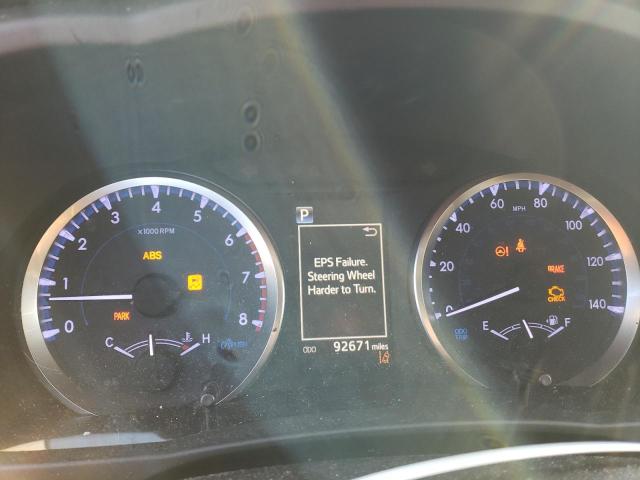 P
EPS Failure.
Steering Wheel
Harder to Turn.
ODO 92671 miles
0 1 2 3 4 5 6 7 8
x1000 RPM
ABS
PARK
C H
0 20 40 60 80 100 120 140
MPH
BRAKE
CHECK
E F
ODO
TRIP